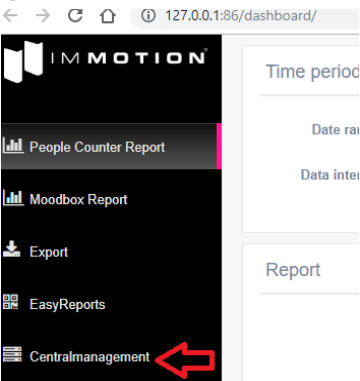 127.0.0.1:86/dashboard/
IMMOTION
Time period
Date ran
Data inter
People Counter Report
Moodbox Report
Export
Report
EasyReports
Centralmanagement